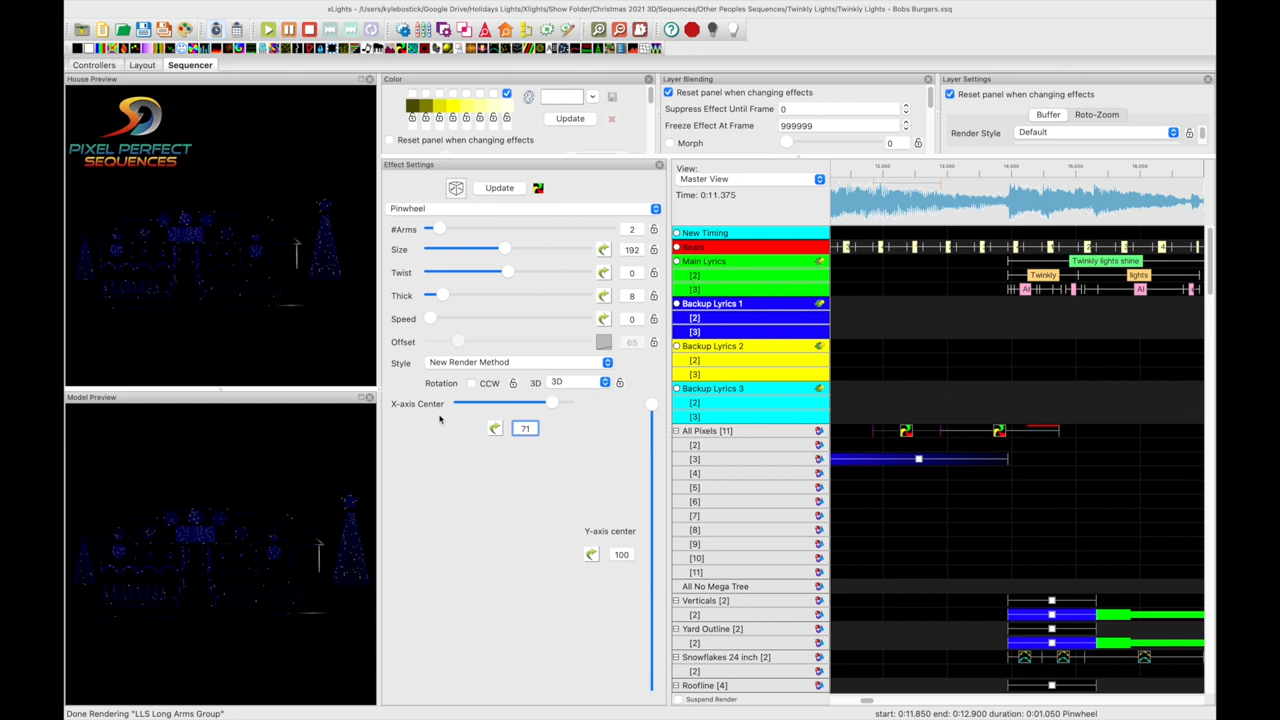 xLights - /Users/kylebostick/Google Drive/Holidays Lights/Xlights/Show Folder/Christmas 2021 3D/Sequences/Other Peoples Sequences/Twinkly Lights/Twinkly Lights - Bobs Burgers.xsq
Controllers Layout Sequencer
House Preview
PIXEL PERFECT
SEQUENCES
Model Preview
Color
Update
Reset panel when changing effects
Layer Blending
Reset panel when changing effects
Suppress Effect Until Frame 0
Freeze Effect At Frame 999999
Morph 0
Layer Settings
Reset panel when changing effects
Buffer Roto-Zoom
Render Style Default
Effect Settings
Update
Pinwheel
#Arms 2
Size 192
Twist 0
Thick 8
Speed 0
Offset 65
Style New Render Method
Rotation CCW 3D 3D
X-axis Center
71
Y-axis center
100
View:
Master View
Time: 0:11.375
12,000 13,000 14,000 15,000 16,000
New Timing
Beats
Main Lyrics Twinkly lights shine
[2] Twinkly lights
[3] AI AI
Backup Lyrics 1
[2]
[3]
Backup Lyrics 2
[2]
[3]
Backup Lyrics 3
[2]
[3]
All Pixels [11]
[2]
[3]
[4]
[5]
[6]
[7]
[8]
[9]
[10]
[11]
All No Mega Tree
Verticals [2]
[2]
Yard Outline [2]
[2]
Snowflakes 24 inch [2]
[2]
Roofline [4]
Suspend Render
Done Rendering "LLS Long Arms Group"
start: 0:11.850 end: 0:12.900 duration: 0:01.050 Pinwheel